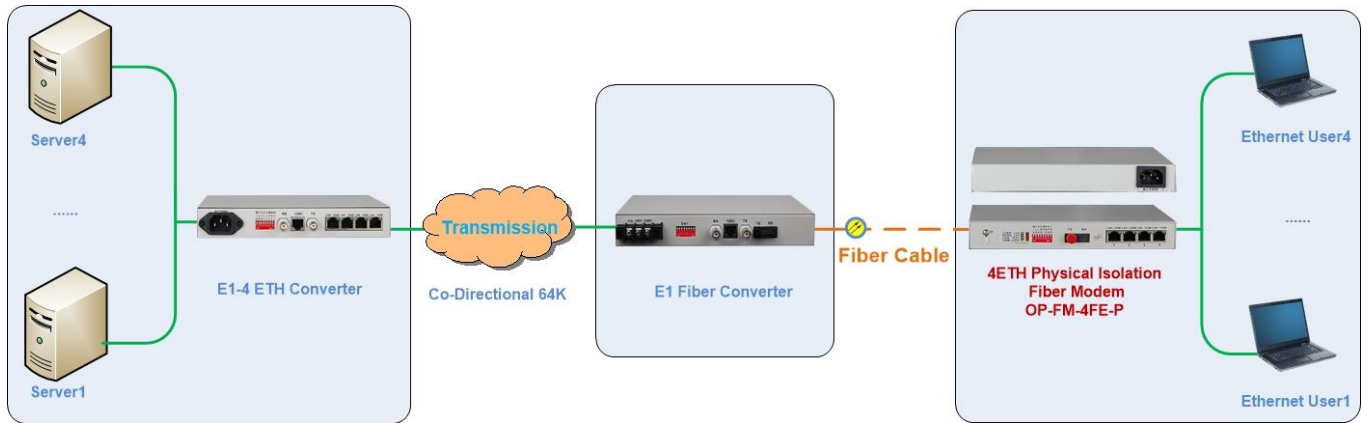 Server4
......
Server1
E1-4 ETH Converter
Transmission
Co-Directional 64K
E1 Fiber Converter
Fiber Cable
4ETH Physical Isolation
Fiber Modem
OP-FM-4FE-P
Ethernet User4
......
Ethernet User1